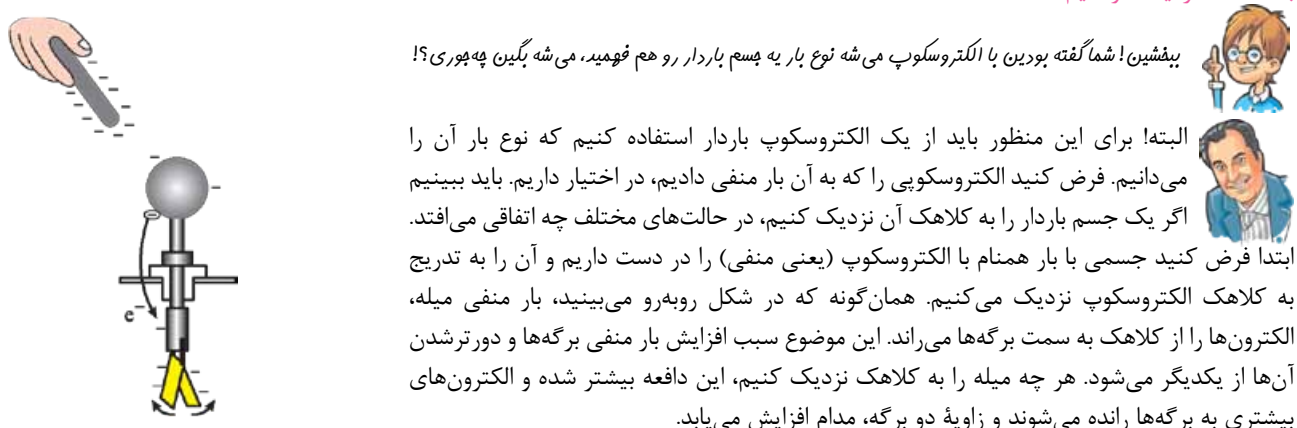 ببخشین! شما گفته بودین با الکتروسکوپ می‌شه نوع بار یه جسم باردار رو هم فهمید، می‌شه بگین چه‌جوری؟!
البته! برای این منظور باید از یک الکتروسکوپ باردار استفاده کنیم که نوع بار آن را
می‌دانیم. فرض کنید الکتروسکوپی را که به آن بار منفی دادیم، در اختیار داریم. باید ببینیم
اگر یک جسم باردار را به کلاهک آن نزدیک کنیم، در حالت‌های مختلف چه اتفاقی می‌افتد.
ابتدا فرض کنید جسمی با بار همنام با الکتروسکوپ (یعنی منفی) را در دست داریم و آن را به تدریج
به کلاهک الکتروسکوپ نزدیک می‌کنیم. همان‌گونه که در شکل روبه‌رو می‌بینید، بار منفی میله،
الکترون‌ها را از کلاهک به سمت برگه‌ها می‌راند. این موضوع سبب افزایش بار منفی برگه‌ها و دورترشدن
آن‌ها از یکدیگر می‌شود. هر چه میله را به کلاهک نزدیک کنیم، این دافعه بیشتر شده و الکترون‌های
بیشتری به برگه‌ها رانده می‌شوند و زاویهٔ دو برگه، مدام افزایش می‌یابد.
e⁻